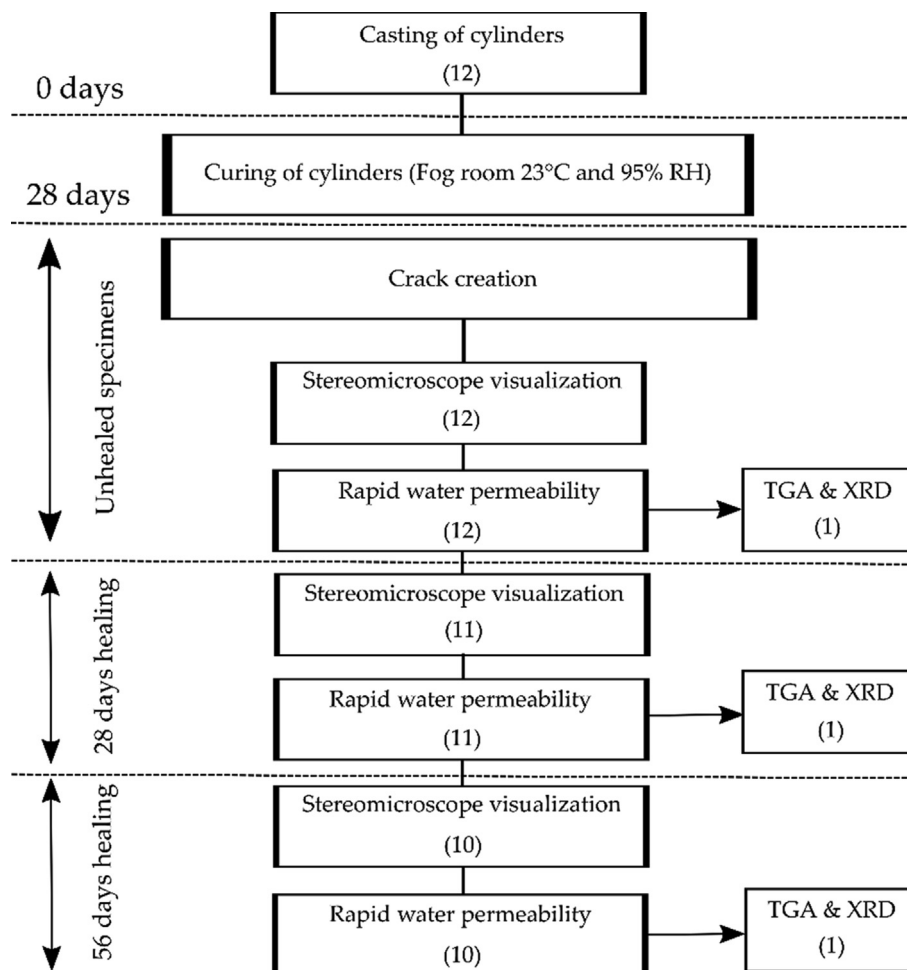 Casting of cylinders
(12)
0 days
Curing of cylinders (Fog room 23°C and 95% RH)
28 days
Unhealed specimens
Crack creation
Stereomicroscope visualization
(12)
Rapid water permeability
(12)
TGA & XRD
(1)
28 days healing
Stereomicroscope visualization
(11)
Rapid water permeability
(11)
TGA & XRD
(1)
56 days healing
Stereomicroscope visualization
(10)
Rapid water permeability
(10)
TGA & XRD
(1)